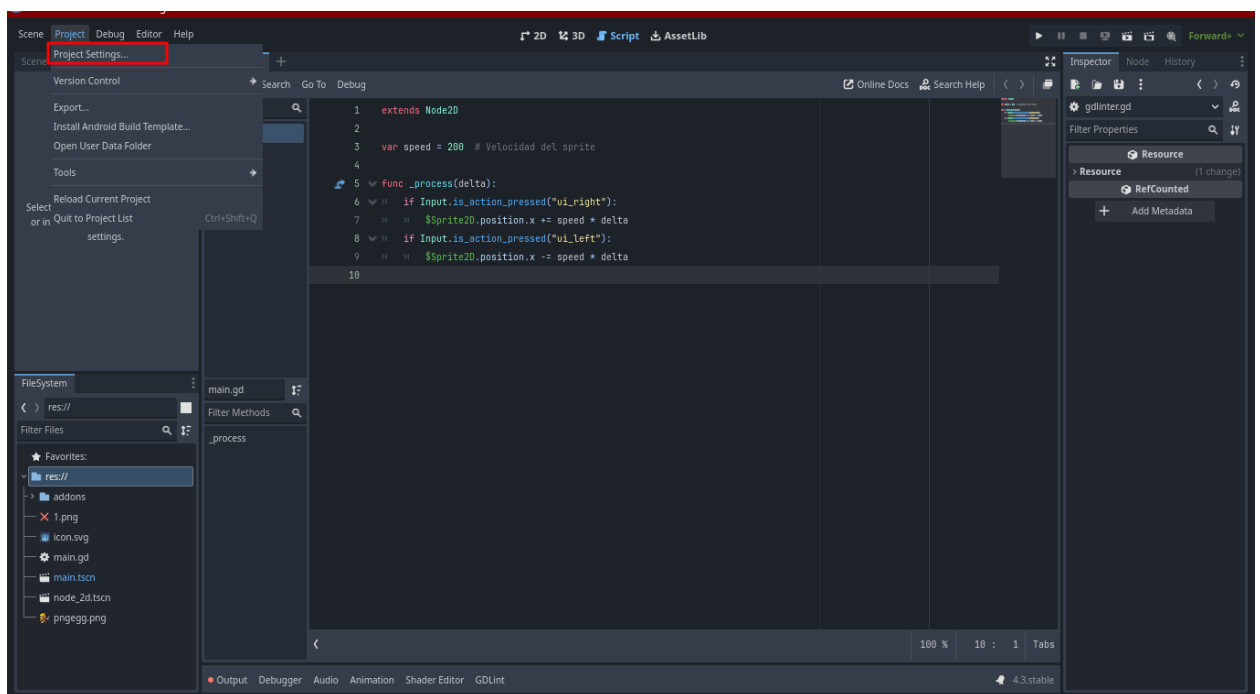 Scene Project Debug Editor Help
2D 3D Script AssetLib
Forward+
Project Settings...
Version Control
Export...
Install Android Build Template...
Open User Data Folder
Tools
Reload Current Project
Quit to Project List Ctrl+Shift+Q
Scene
Select
or in
settings.
Search Go To Debug
Online Docs Search Help
1 extends Node2D
2
3 var speed = 200 # Velocidad del sprite
4
5 func _process(delta):
6 if Input.is_action_pressed("ui_right"):
7 $Sprite2D.position.x += speed * delta
8 if Input.is_action_pressed("ui_left"):
9 $Sprite2D.position.x -= speed * delta
10
100 % 10 : 1 Tabs
main.gd
Filter Methods
_process
FileSystem
res://
Filter Files
Favorites:
res://
addons
1.png
icon.svg
main.gd
main.tscn
node_2d.tscn
pngegg.png
Output Debugger Audio Animation Shader Editor GDLint
4.3.stable
Inspector Node History
gdlinter.gd
Filter Properties
Resource
Resource (1 change)
RefCounted
Add Metadata